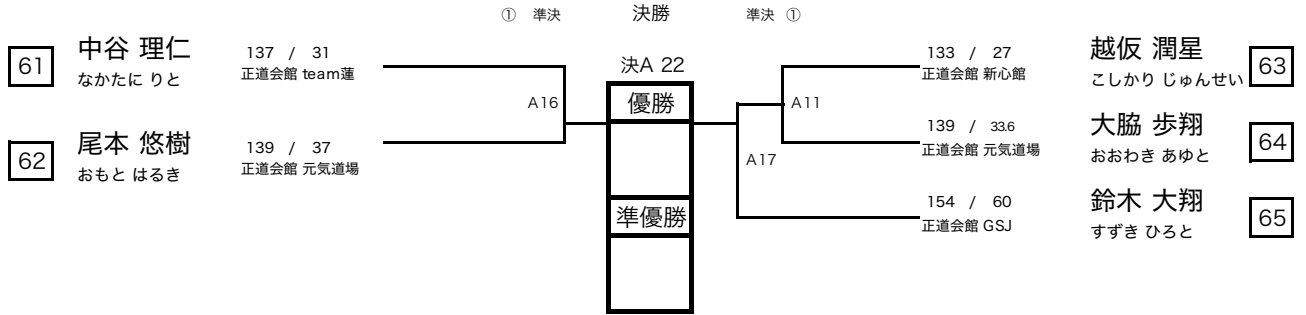 ① 準決 決勝 準決 ①
61
中谷 理仁
なかたに りと
137 / 31
正道会館 team蓮
62
尾本 悠樹
おもと はるき
139 / 37
正道会館 元気道場
A16
決A 22
優勝
準優勝
A11
A17
133 / 27
正道会館 新心館
越仮 潤星
こしかり じゅんせい
63
139 / 33.6
正道会館 元気道場
大脇 歩翔
おおわき あゆと
64
154 / 60
正道会館 GSJ
鈴木 大翔
すずき ひろと
65